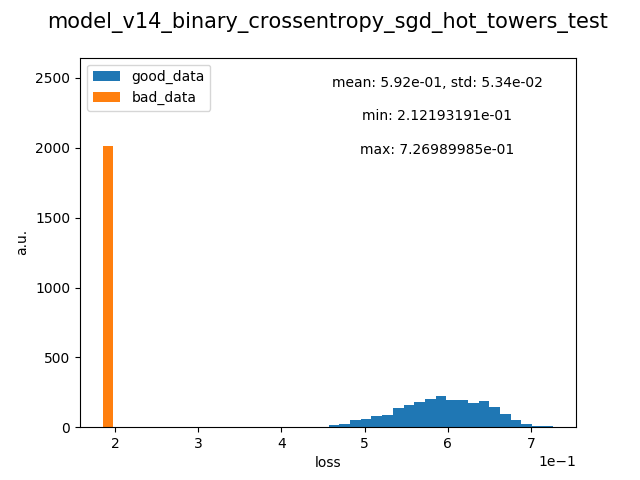 model_v14_binary_crossentropy_sgd_hot_towers_test
good_data
bad_data
mean: 5.92e-01, std: 5.34e-02
min: 2.12193191e-01
max: 7.26989985e-01
2500
2000
1500
1000
500
0
a.u.
2 3 4 5 6 7
1e−1
loss